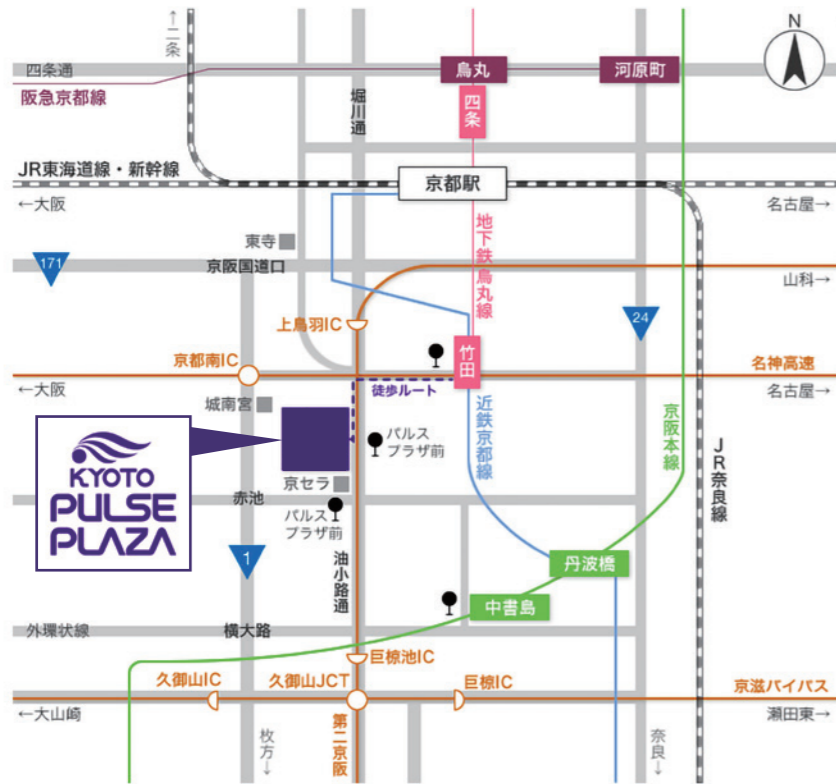 ←二条
N
四条通
阪急京都線
烏丸
河原町
四条
堀川通
JR東海道線・新幹線
京都駅
←大阪
名古屋→
地下鉄烏丸線
東寺
京阪国道口
171
山科→
24
上鳥羽IC
京都南IC
竹田
名神高速
←大阪
徒歩ルート
名古屋→
城南宮
近鉄京都線
京阪本線
JR奈良線
パルス
プラザ前
KYOTO
PULSE
PLAZA
京セラ
赤池
パルス
プラザ前
1
油小路通
丹波橋
中書島
外環状線
横大路
巨椋池IC
久御山IC
久御山JCT
巨椋IC
京滋バイパス
←大山崎
瀬田東→
第二京阪
枚方→
奈良→